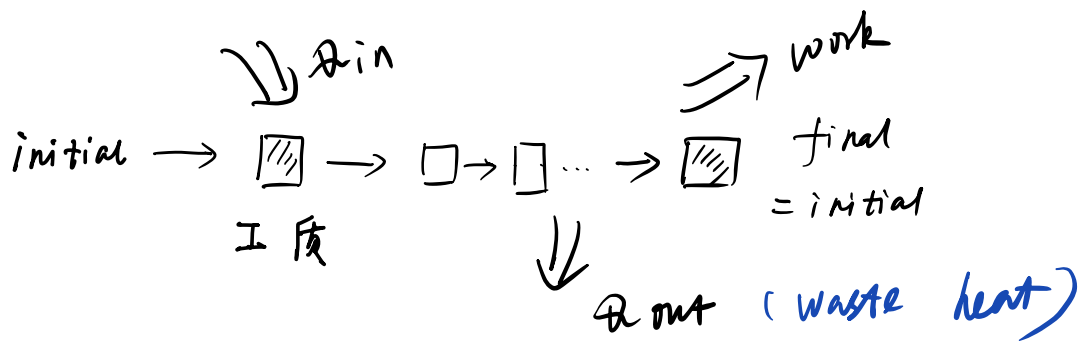 Qin
work
initial
final
= initial
工质
Qout (waste heat)